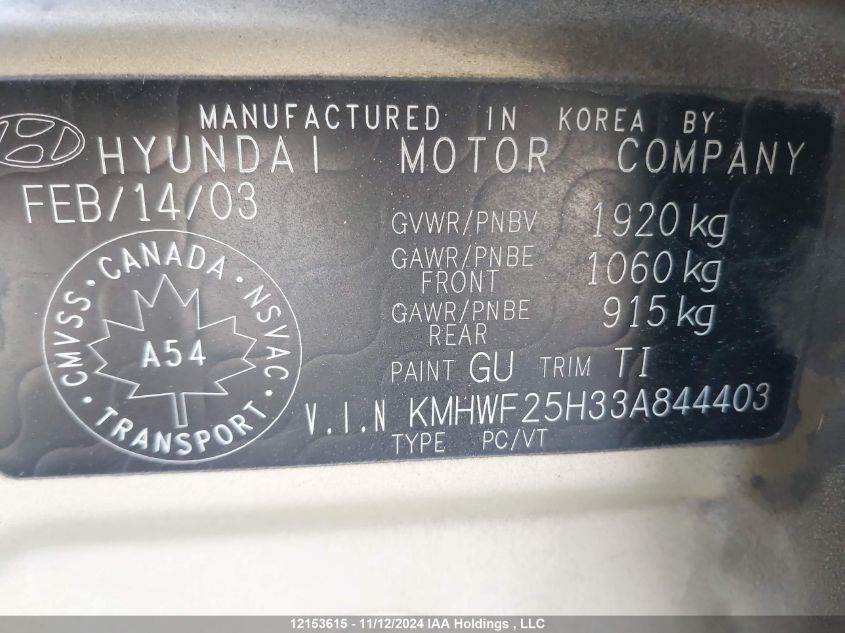 MANUFACTURED IN KOREA BY
HYUNDAI MOTOR COMPANY
FEB/14/03
GVWR/PNBV 1920 kg
GAWR/PNBE FRONT 1060 kg
GAWR/PNBE REAR 915 kg
PAINT GU TRIM TI
V.I.N KMHWF25H33A844403
TYPE PC/VT
CMVSS · CANADA · NSVAC · TRANSPORT ·
A54
12153615 - 11/12/2024 IAA Holdings , LLC